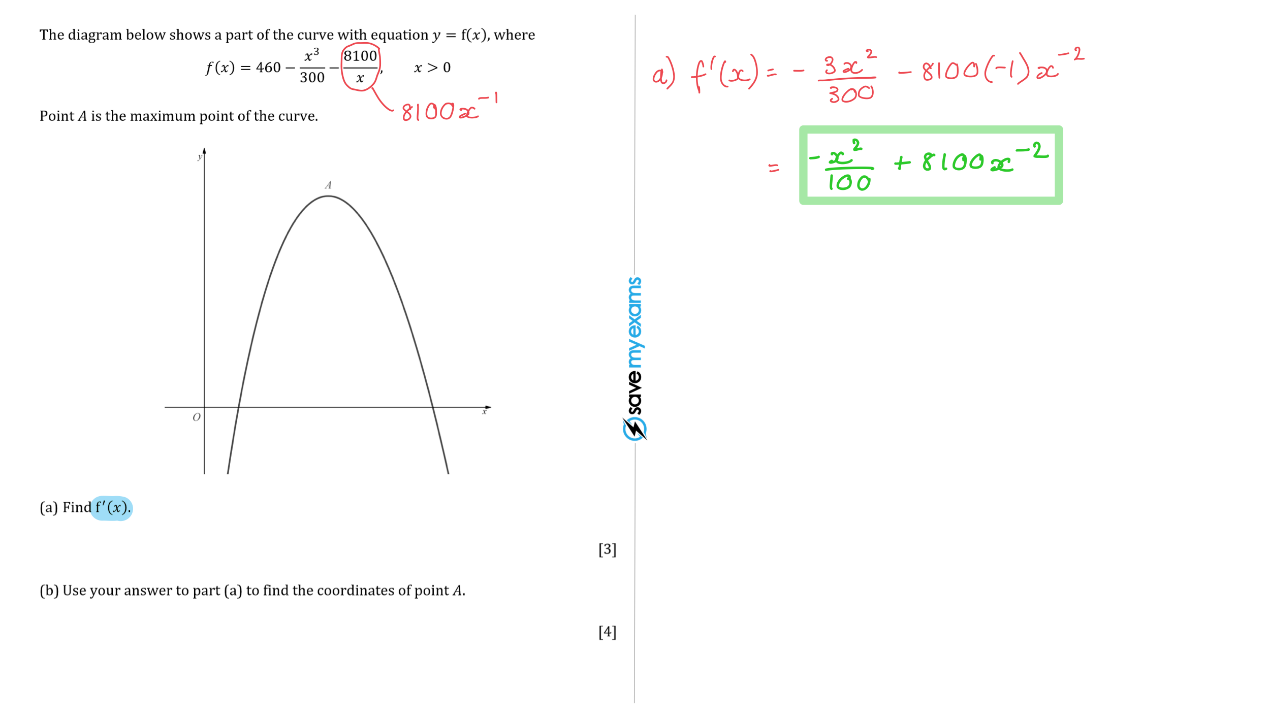 The diagram below shows a part of the curve with equation y = f(x), where
f(x) = 460 − x³/300 − 8100/x, x > 0
8100x⁻¹
Point A is the maximum point of the curve.
y
A
O
x
(a) Find f′(x).
[3]
(b) Use your answer to part (a) to find the coordinates of point A.
[4]
save my exams
a) f'(x) = − 3x²/300 − 8100(−1)x⁻²
= −x²/100 + 8100x⁻²